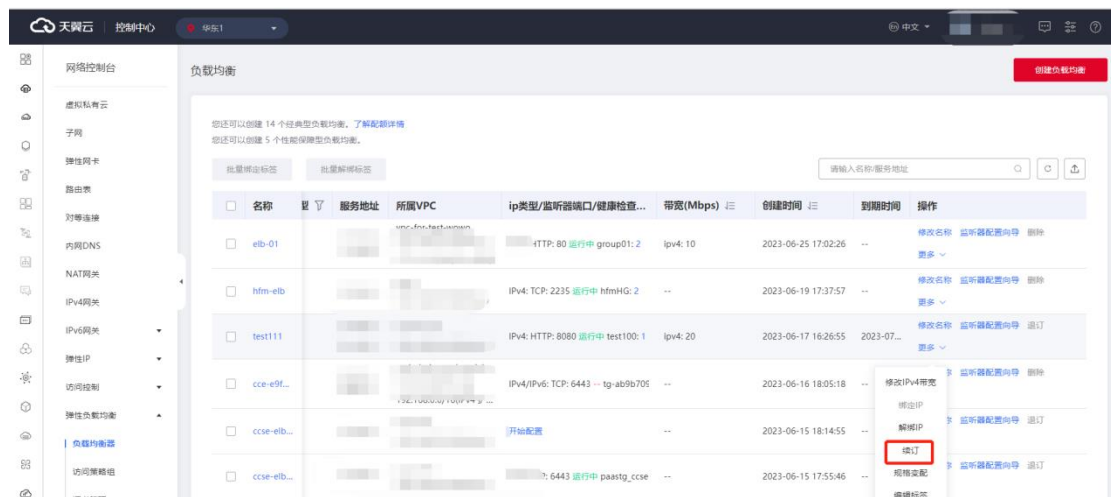 天翼云 控制中心 华东1 中文
网络控制台
虚拟私有云
子网
弹性网卡
路由表
对等连接
内网DNS
NAT网关
IPv4网关
IPv6网关
弹性IP
访问控制
弹性负载均衡
负载均衡器
访问策略组
负载均衡
创建负载均衡
您还可以创建 14 个经典型负载均衡。了解配额详情
您还可以创建 5 个性能保障型负载均衡。
批量绑定标签 批量解绑标签 请输入名称/服务地址
名称 型 服务地址 所属VPC ip类型/监听器端口/健康检查... 带宽(Mbps) 创建时间 到期时间 操作
vpc-for-test-wowo
elb-01 HTTP: 80 运行中 group01: 2 ipv4: 10 2023-06-25 17:02:26 -- 修改名称 监听器配置向导 删除
更多
hfm-elb IPv4: TCP: 2235 运行中 hfmHG: 2 -- 2023-06-19 17:37:57 -- 修改名称 监听器配置向导 删除
更多
test111 IPv4: HTTP: 8080 运行中 test100: 1 ipv4: 20 2023-06-17 16:26:55 2023-07... 修改名称 监听器配置向导 退订
更多
cce-e9f... IPv4/IPv6: TCP: 6443 -- tg-ab9b709 -- 2023-06-16 18:05:18 -- 监听器配置向导 删除
ccse-elb... 开始配置 -- 2023-06-15 18:14:55 -- 监听器配置向导 退订
ccse-elb... : 6443 运行中 paastg_ccse -- 2023-06-15 17:55:46 -- 监听器配置向导 退订
修改IPv4带宽
绑定IP
解绑IP
续订
规格变配
编辑标签